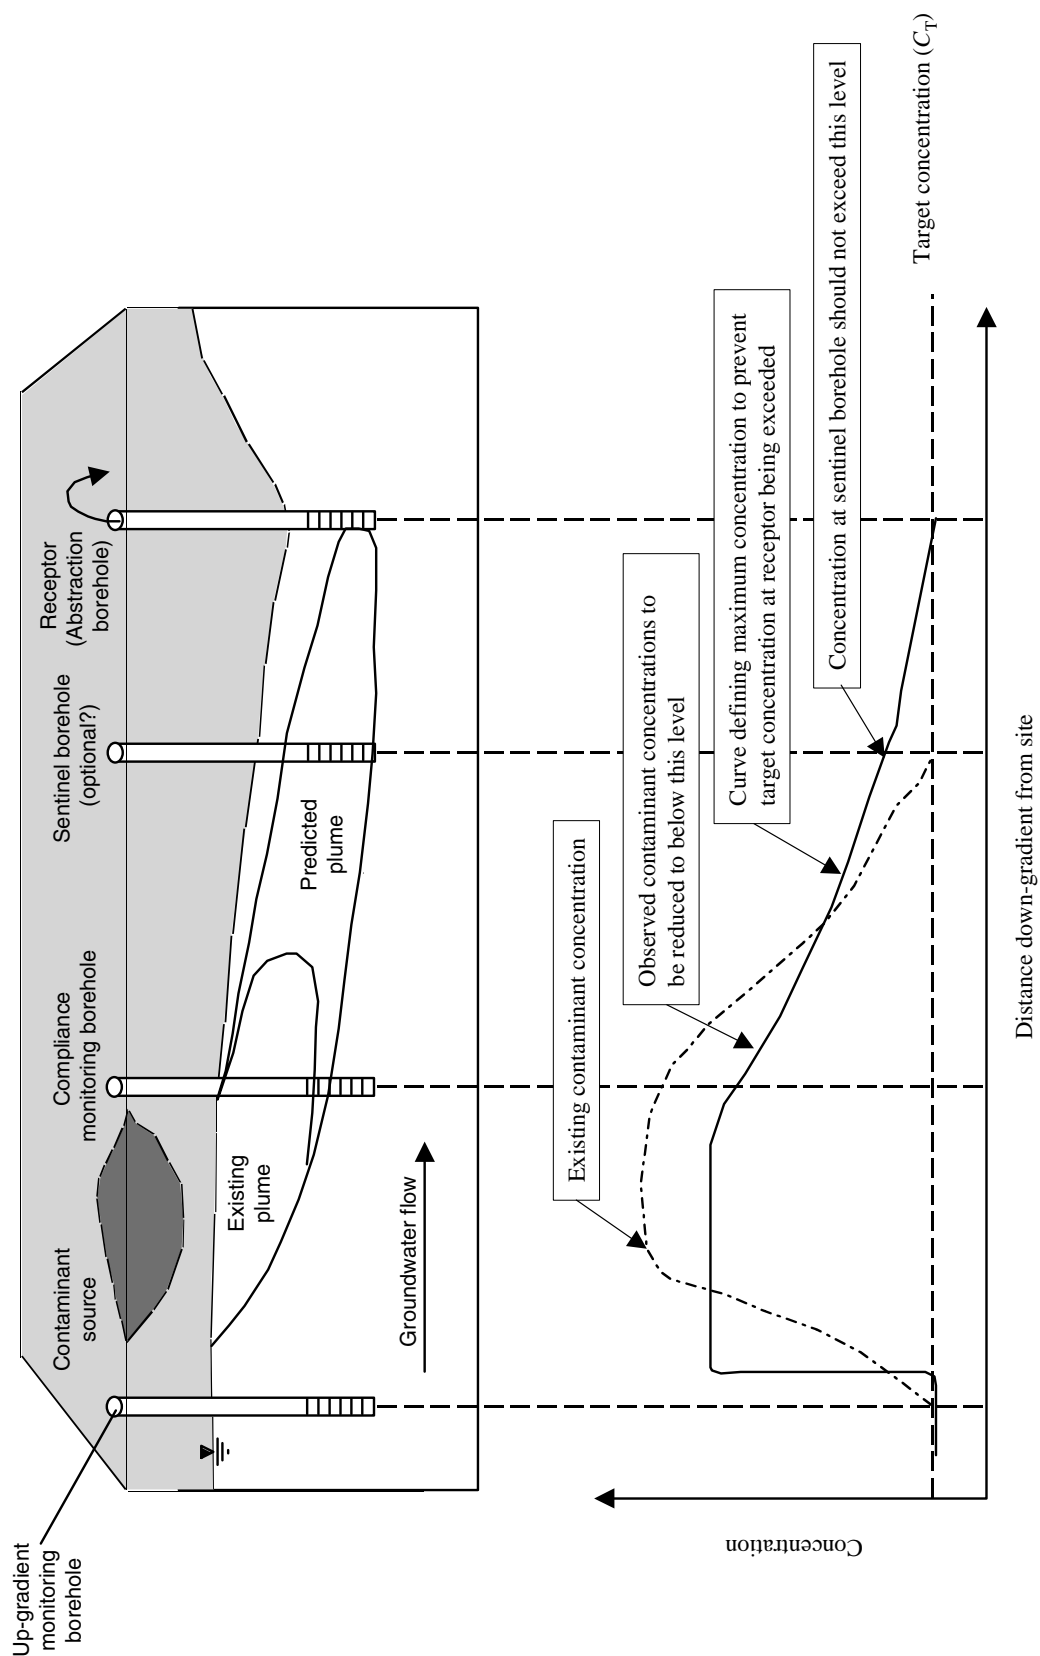 Up-gradient
monitoring
borehole
Contaminant
source
Compliance
monitoring borehole
Sentinel borehole
(optional?)
Receptor
(Abstraction
borehole)
Existing
plume
Predicted
plume
Groundwater flow
Existing contaminant concentration
Observed contaminant concentrations to
be reduced to below this level
Curve defining maximum concentration to prevent
target concentration at receptor being exceeded
Concentration at sentinel borehole should not exceed this level
Target concentration (CT)
Concentration
Distance down-gradient from site